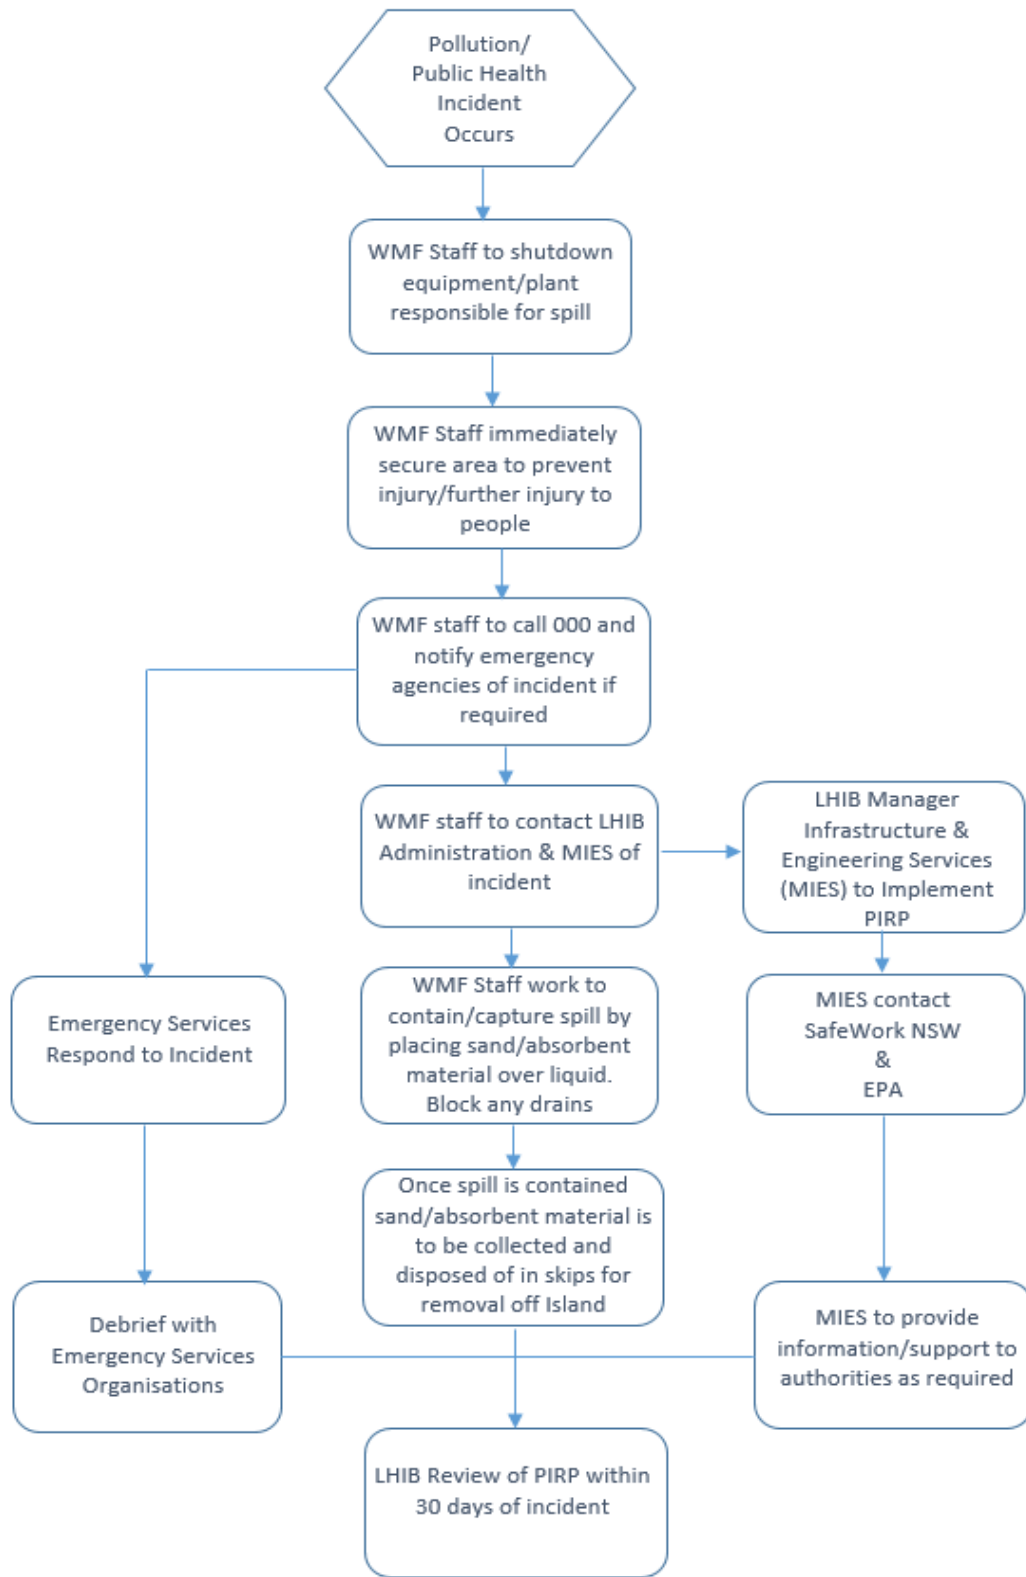 Pollution/
Public Health
Incident
Occurs
WMF Staff to shutdown
equipment/plant
responsible for spill
WMF Staff immediately
secure area to prevent
injury/further injury to
people
WMF staff to call 000 and
notify emergency
agencies of incident if
required
WMF staff to contact LHIB
Administration & MIES of
incident
LHIB Manager
Infrastructure &
Engineering Services
(MIES) to Implement
PIRP
Emergency Services
Respond to Incident
WMF Staff work to
contain/capture spill by
placing sand/absorbent
material over liquid.
Block any drains
MIES contact
SafeWork NSW
&
EPA
Once spill is contained
sand/absorbent material is
to be collected and
disposed of in skips for
removal off Island
Debrief with
Emergency Services
Organisations
MIES to provide
information/support to
authorities as required
LHIB Review of PIRP within
30 days of incident